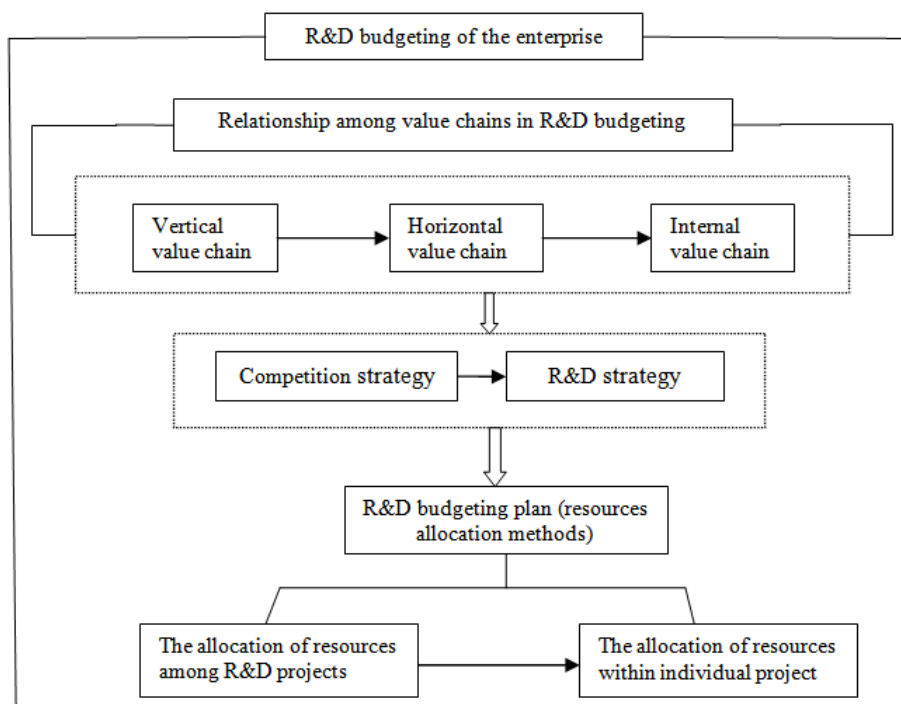 R&D budgeting of the enterprise
Relationship among value chains in R&D budgeting
Vertical
value chain
Horizontal
value chain
Internal
value chain
Competition strategy
R&D strategy
R&D budgeting plan (resources
allocation methods)
The allocation of resources
among R&D projects
The allocation of resources
within individual project